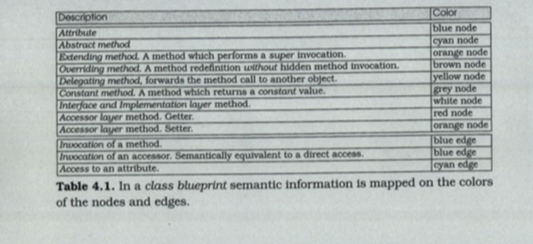 Description Color
Attribute blue node
Abstract method cyan node
Extending method. A method which performs a super invocation. orange node
Overriding method. A method redefinition without hidden method invocation. brown node
Delegating method, forwards the method call to another object. yellow node
Constant method. A method which returns a constant value. grey node
Interface and Implementation layer method. white node
Accessor layer method. Getter. red node
Accessor layer method. Setter. orange node
Invocation of a method. blue edge
Invocation of an accessor. Semantically equivalent to a direct access. blue edge
Access to an attribute. cyan edge
Table 4.1. In a class blueprint semantic information is mapped on the colors
of the nodes and edges.